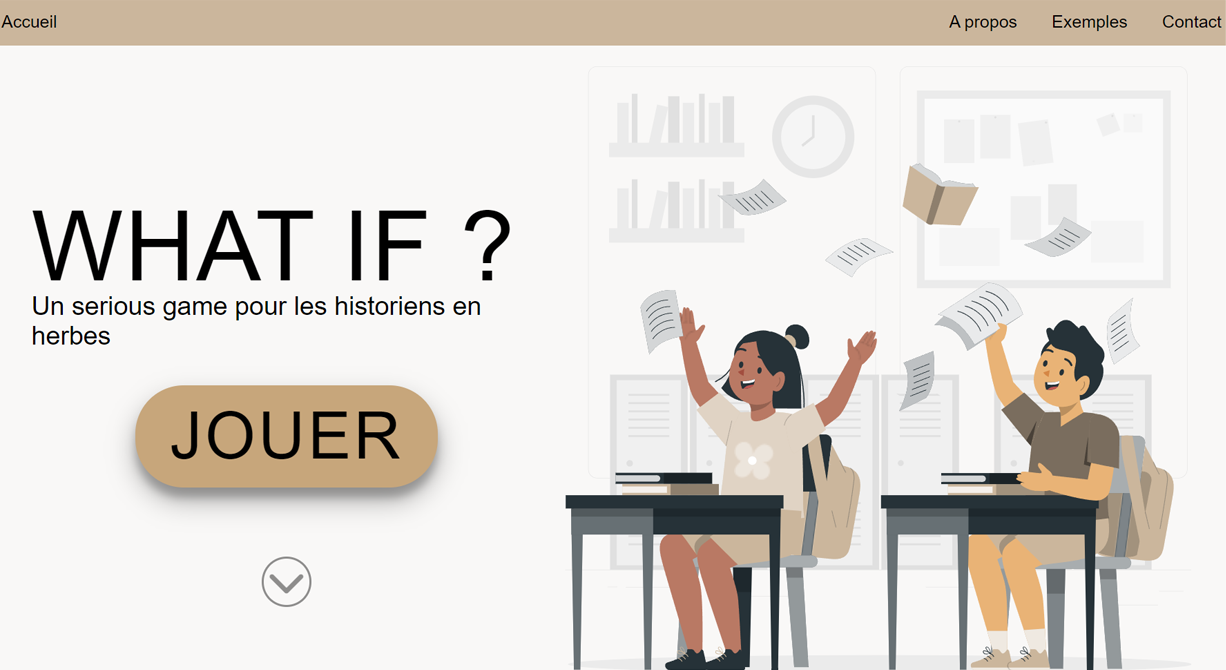 Accueil
A propos
Exemples
Contact
WHAT IF ?
Un serious game pour les historiens en
herbes
JOUER